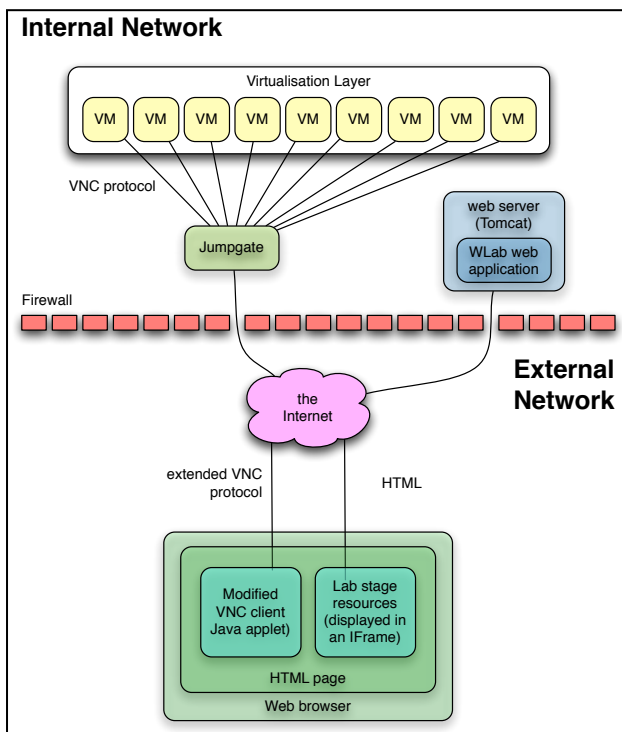 Internal Network
Virtualisation Layer
VM VM VM VM VM VM VM VM VM
VNC protocol
web server
(Tomcat)
Jumpgate
WLab web
application
Firewall
External
Network
the
Internet
extended VNC
protocol
HTML
Modified
VNC client
Java applet)
Lab stage
resources
(displayed in
an IFrame)
HTML page
Web browser